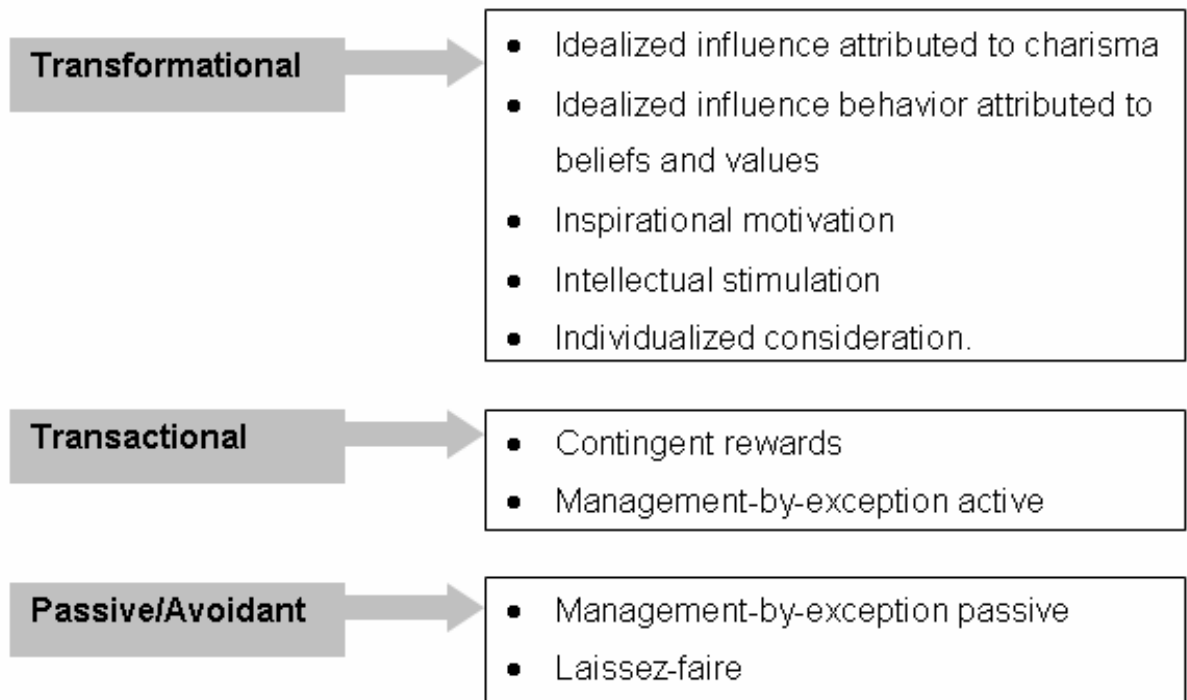 Transformational
• Idealized influence attributed to charisma
• Idealized influence behavior attributed to
beliefs and values
• Inspirational motivation
• Intellectual stimulation
• Individualized consideration.
Transactional
• Contingent rewards
• Management-by-exception active
Passive/Avoidant
• Management-by-exception passive
• Laissez-faire